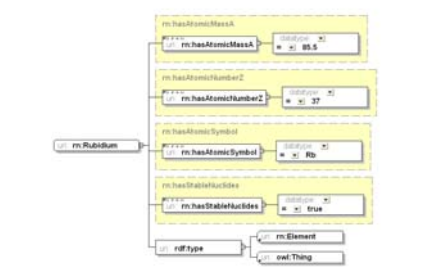 rn:hasAtomicMassA
datatype
uri rn:hasAtomicMassA
= 85.5
rn:hasAtomicNumberZ
datatype
uri rn:hasAtomicNumberZ
= 37
rn:hasAtomicSymbol
datatype
uri rn:hasAtomicSymbol
= Rb
uri rn:Rubidium
rn:hasStableNuclides
datatype
uri rn:hasStableNuclides
= true
uri rn:Element
uri rdf:type
uri owl:Thing